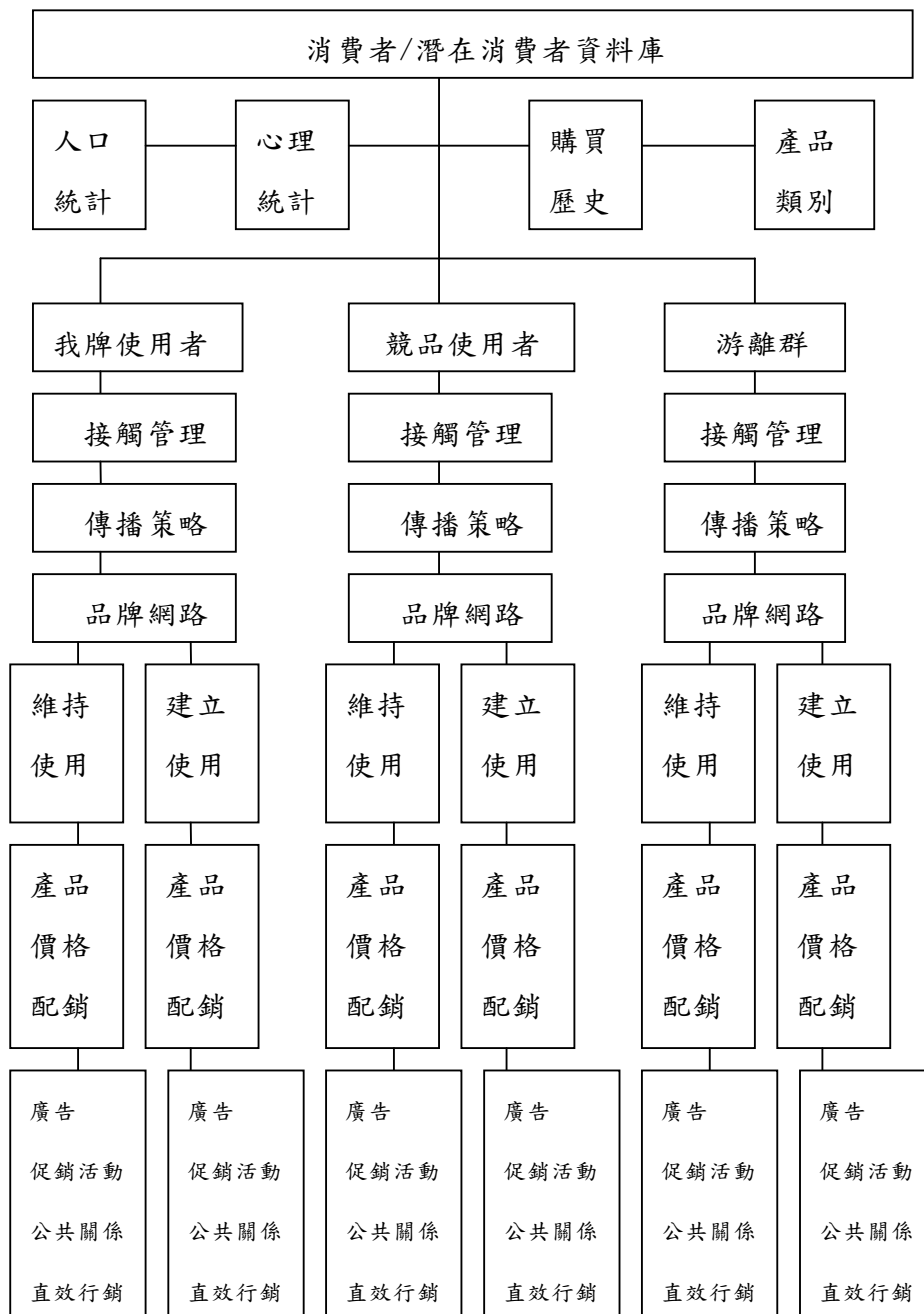 消費者/潛在消費者資料庫
人口
統計
心理
統計
購買
歷史
產品
類別
我牌使用者
競品使用者
游離群
接觸管理
接觸管理
接觸管理
傳播策略
傳播策略
傳播策略
品牌網路
品牌網路
品牌網路
維持
使用
建立
使用
維持
使用
建立
使用
維持
使用
建立
使用
產品
價格
配銷
產品
價格
配銷
產品
價格
配銷
產品
價格
配銷
產品
價格
配銷
產品
價格
配銷
廣告
促銷活動
公共關係
直效行銷
廣告
促銷活動
公共關係
直效行銷
廣告
促銷活動
公共關係
直效行銷
廣告
促銷活動
公共關係
直效行銷
廣告
促銷活動
公共關係
直效行銷
廣告
促銷活動
公共關係
直效行銷